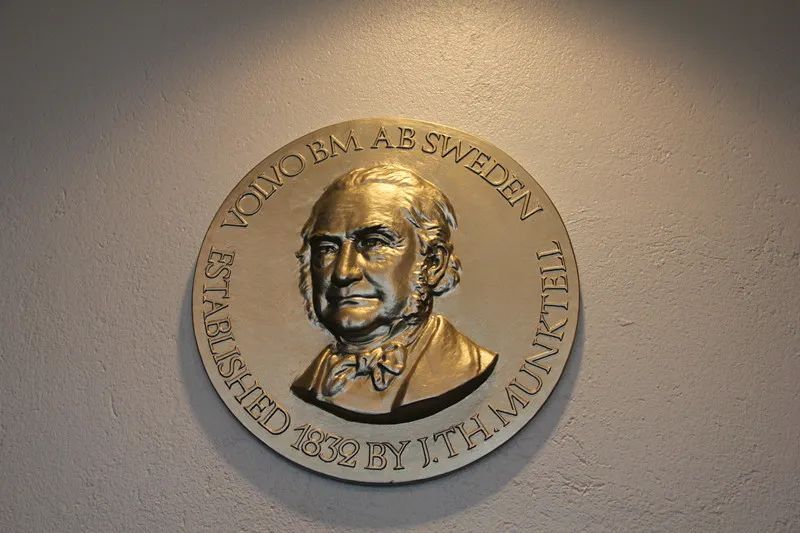 VOLVO BM AB SWEDEN
ESTABLISHED 1832 BY J.TH.MUNKTELL